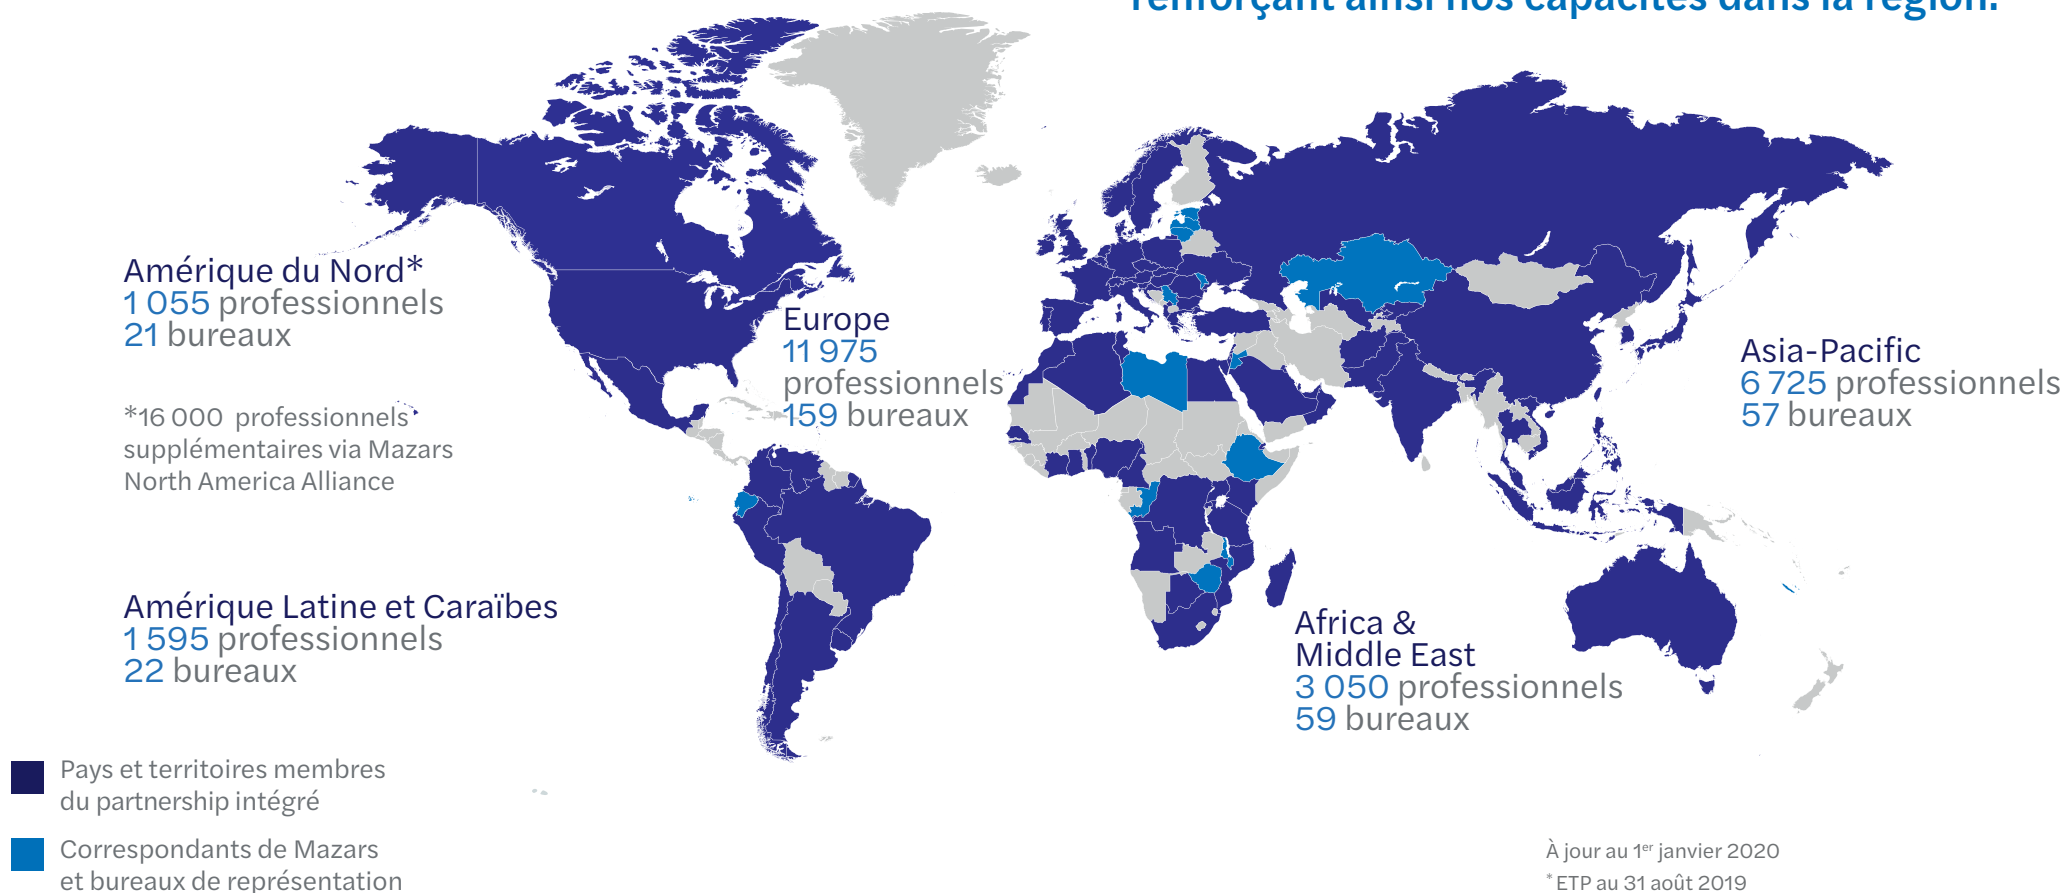 renforçant ainsi nos capacités dans la région.
Amérique du Nord*
1 055 professionnels
21 bureaux
*16 000 professionnels
supplémentaires via Mazars
North America Alliance
Europe
11 975
professionnels
159 bureaux
Asia-Pacific
6 725 professionnels
57 bureaux
Amérique Latine et Caraïbes
1 595 professionnels
22 bureaux
Africa &
Middle East
3 050 professionnels
59 bureaux
Pays et territoires membres
du partnership intégré
Correspondants de Mazars
et bureaux de représentation
À jour au 1er janvier 2020
* ETP au 31 août 2019